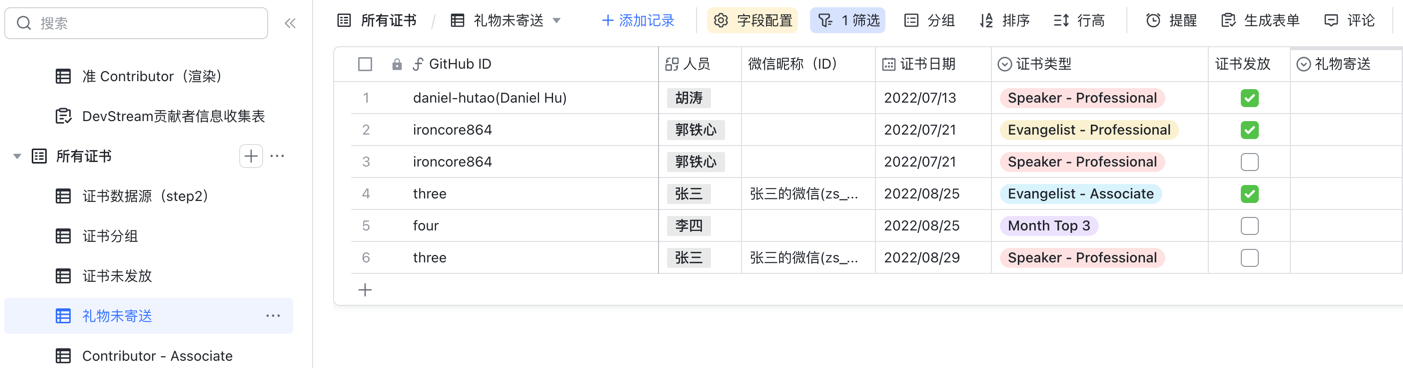 搜索
准 Contributor（渲染）
DevStream贡献者信息收集表
所有证书
证书数据源（step2）
证书分组
证书未发放
礼物未寄送
Contributor - Associate
所有证书 / 礼物未寄送 添加记录 字段配置 1 筛选 分组 排序 行高 提醒 生成表单 评论
GitHub ID 人员 微信昵称（ID） 证书日期 证书类型 证书发放 礼物寄送
1 daniel-hutao(Daniel Hu) 胡涛 2022/07/13 Speaker - Professional
2 ironcore864 郭铁心 2022/07/21 Evangelist - Professional
3 ironcore864 郭铁心 2022/07/21 Speaker - Professional
4 three 张三 张三的微信(zs_... 2022/08/25 Evangelist - Associate
5 four 李四 2022/08/25 Month Top 3
6 three 张三 张三的微信(zs_... 2022/08/29 Speaker - Professional